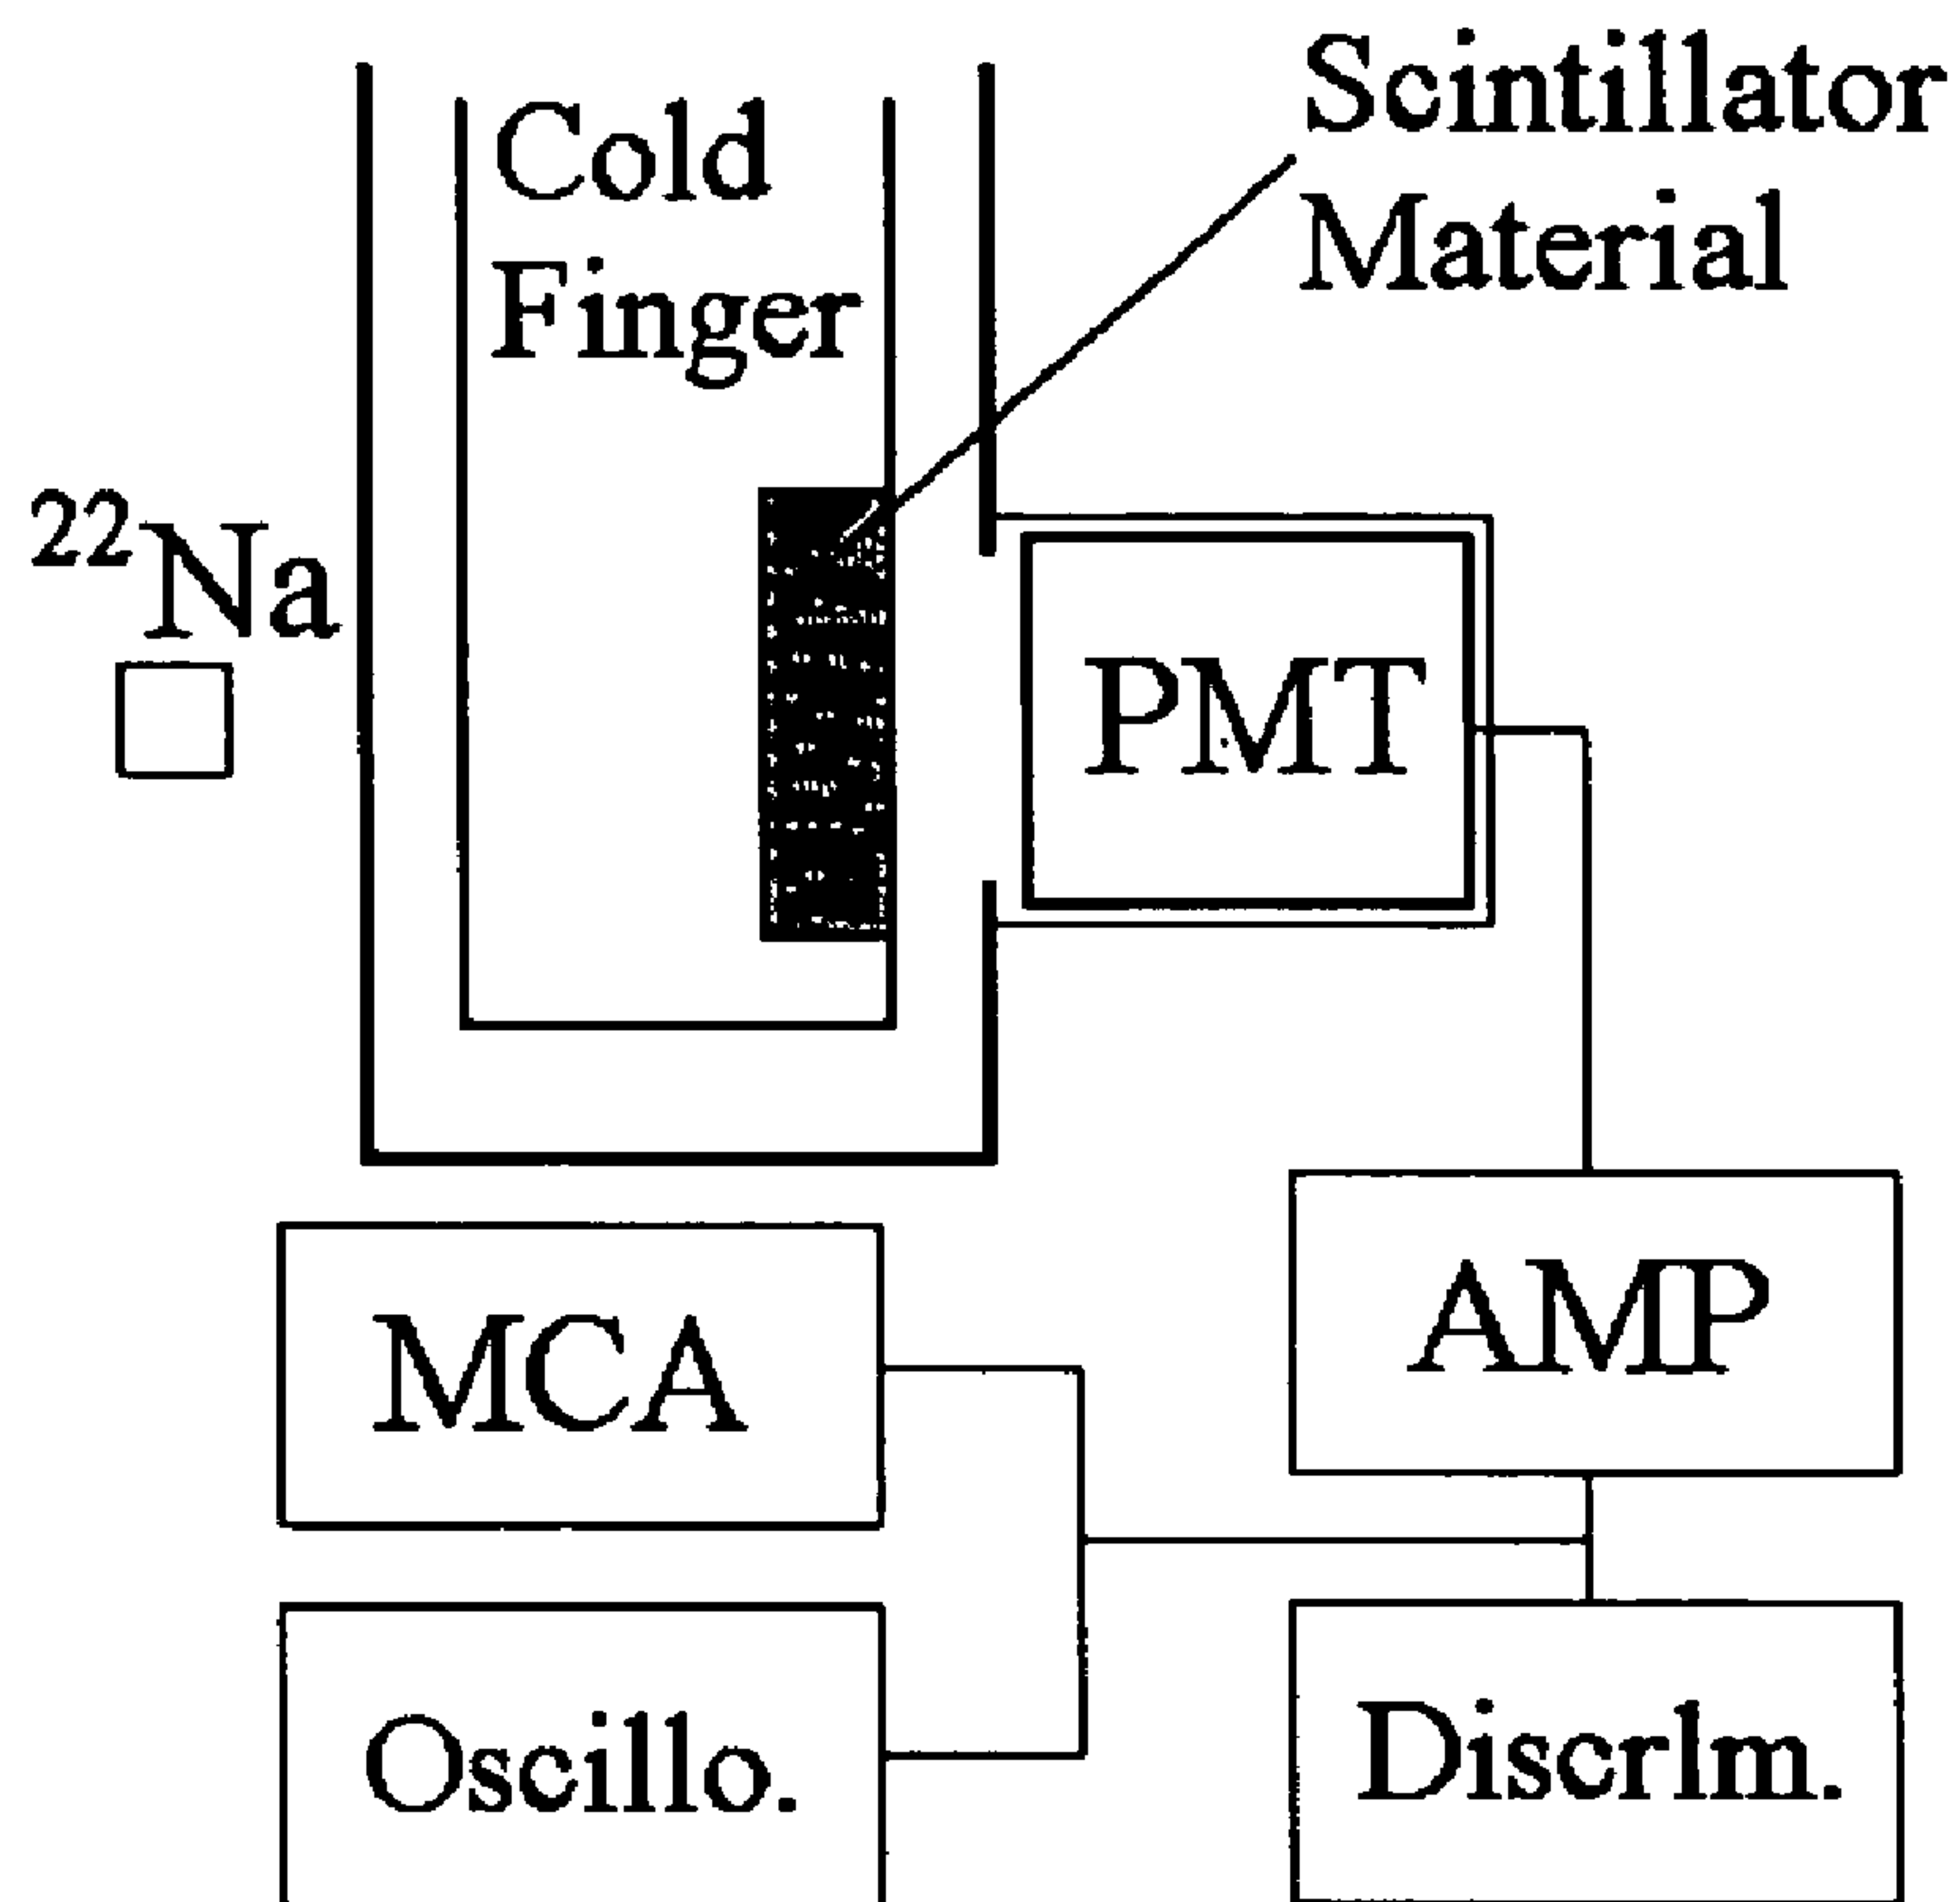 Scintillator
Material
Cold
Finger
²²Na
PMT
AMP
MCA
Oscillo.
Discrlm.